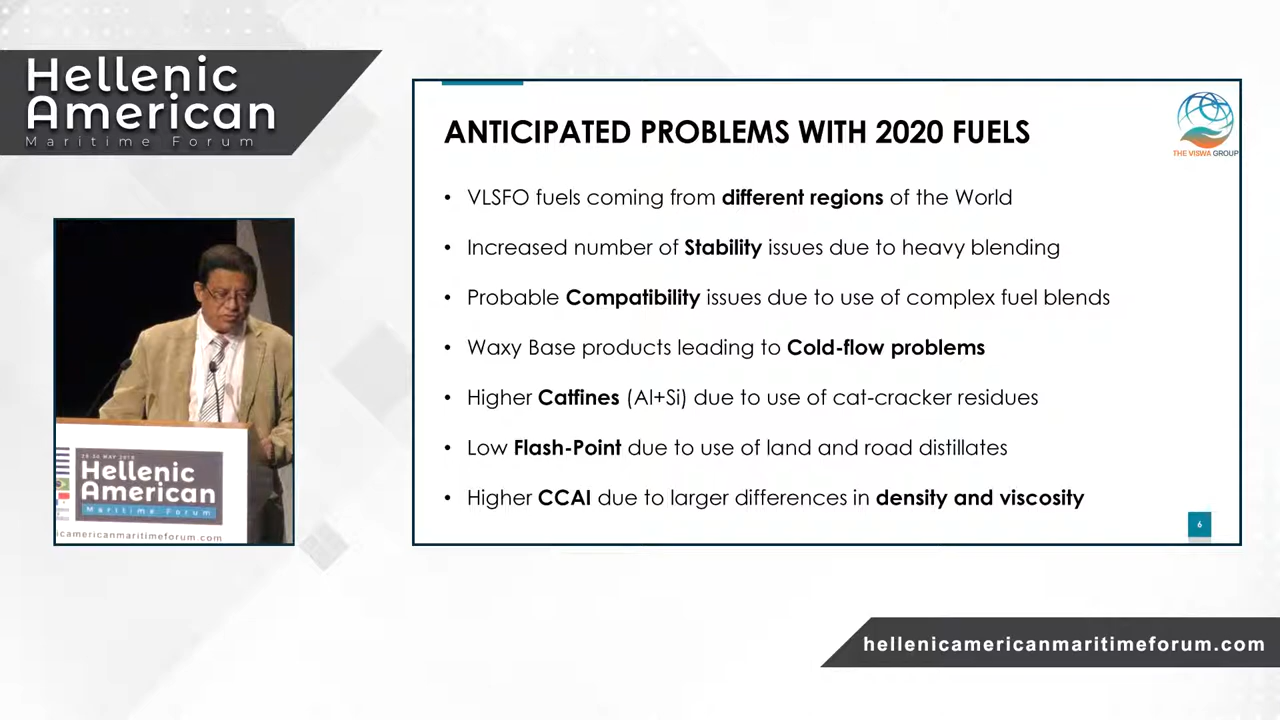 Hellenic
American
Maritime Forum
ANTICIPATED PROBLEMS WITH 2020 FUELS
THE VISWA GROUP
• VLSFO fuels coming from different regions of the World
• Increased number of Stability issues due to heavy blending
• Probable Compatibility issues due to use of complex fuel blends
• Waxy Base products leading to Cold-flow problems
• Higher Catfines (Al+Si) due to use of cat-cracker residues
• Low Flash-Point due to use of land and road distillates
• Higher CCAI due to larger differences in density and viscosity
6
Hellenic
American
Maritime Forum
icamericanmaritimeforum.com
hellenicamericanmaritimeforum.com